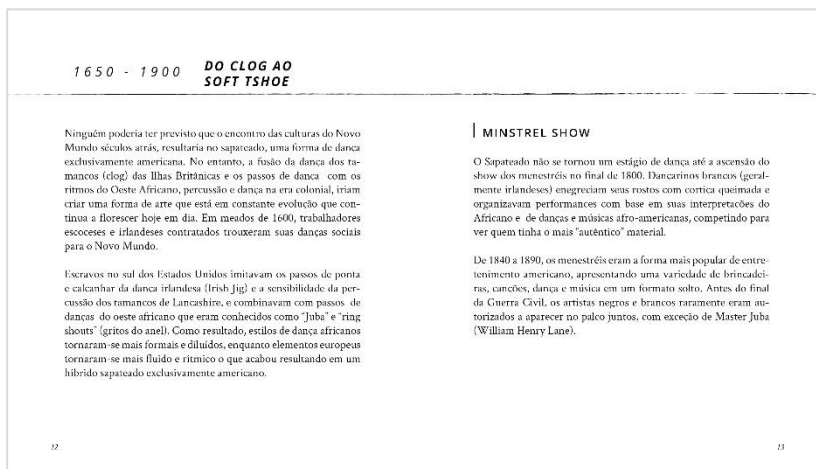 1650 - 1900
DO CLOG AO
SOFT TSHOE
Ninguém poderia ter previsto que o encontro das culturas do Novo
Mundo séculos atrás, resultaria no sapateado, uma forma de dança
exclusivamente americana. No entanto, a fusão da dança dos ta-
mancos (clog) das Ilhas Britânicas e os passos de danca com os
ritmos do Oeste Africano, percussão e dança na era colonial, iriam
criar uma forma de arte que está em constante evolução que con-
tinua a florescer hoje em dia. Em meados de 1600, trabalhadores
escoceses e irlandeses contratados trouxeram suas danças sociais
para o Novo Mundo.
Escravos no sul dos Estados Unidos imitavam os passos de ponta
e calcanhar da dança irlandesa (Irish Jig) e a sensibilidade da per-
cussão dos tamancos de Lancashire, e combinavam com passos de
danças do oeste africano que eram conhecidos como "Juba" e "ring
shouts" (gritos do anel). Como resultado, estilos de dança africanos
tornaram-se mais formais e diluídos, enquanto elementos europeus
tornaram-se mais fluido e rítmico o que acabou resultando em um
híbrido sapateado exclusivamente americano.
12
MINSTREL SHOW
O Sapateado não se tornou um estágio de dança até a ascensão do
show dos menestréis no final de 1800. Dancarinos brancos (geral-
mente irlandeses) enegreciam seus rostos com cortica queimada e
organizavam performances com base em suas interpretacões do
Africano e de danças e músicas afro-americanas, competindo para
ver quem tinha o mais "autêntico" material.
De 1840 a 1890, os menestréis eram a forma mais popular de entre-
tenimento americano, apresentando uma variedade de brincadei-
ras, canções, dança e música em um formato solto. Antes do final
da Guerra Civil, os artistas negros e brancos raramente eram au-
torizados a aparecer no palco juntos, com exceção de Master Juba
(William Henry Lane).
13